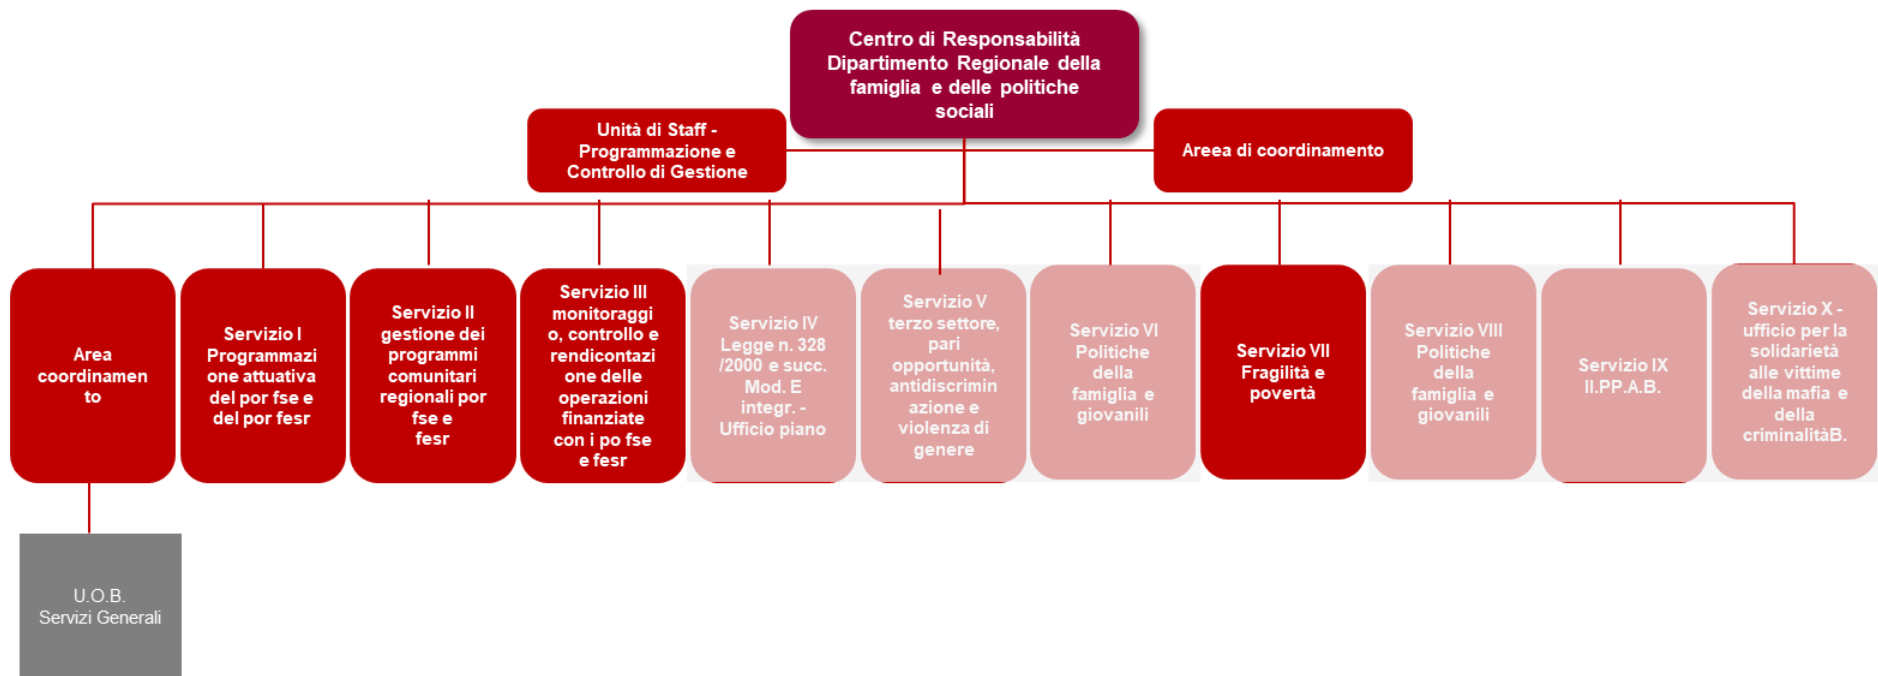 Centro di Responsabilità
Dipartimento Regionale della
famiglia e delle politiche
sociali
Unità di Staff -
Programmazione e
Controllo di Gestione
Areea di coordinamento
Area
coordinamen
to
Servizio I
Programmazi
one attuativa
del por fse e
del por fesr
Servizio II
gestione dei
programmi
comunitari
regionali por
fse e
fesr
Servizio III
monitoraggi
o, controllo e
rendicontazi
one delle
operazioni
finanziate
con i po fse
e fesr
Servizio IV
Legge n. 328
/2000 e succ.
Mod. E
integr. -
Ufficio piano
Servizio V
terzo settore,
pari
opportunità,
antidiscrimin
azione e
violenza di
genere
Servizio VI
Politiche
della
famiglia e
giovanili
Servizio VII
Fragilità e
povertà
Servizio VIII
Politiche
della
famiglia e
giovanili
Servizio IX
II.PP.A.B.
Servizio X -
ufficio per la
solidarietà
alle vittime
della mafia e
della
criminalitàB.
U.O.B.
Servizi Generali